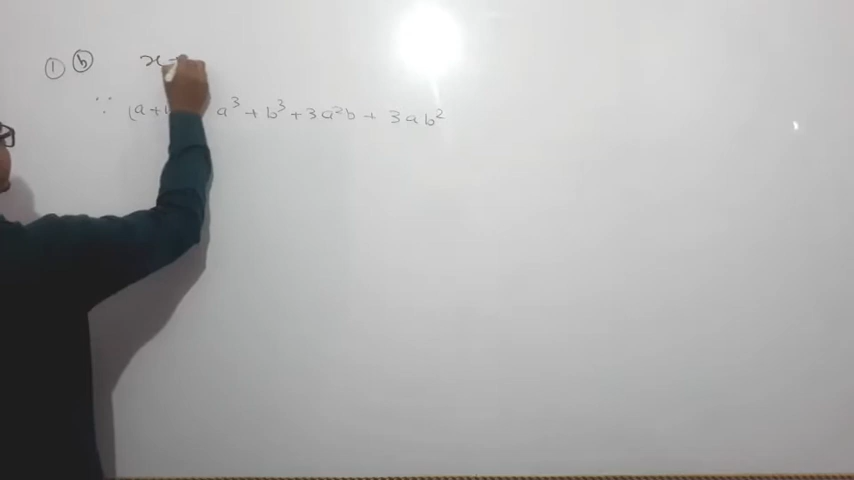 ① ⓑ x
∵ (a + a³ + b³ + 3a²b + 3ab²